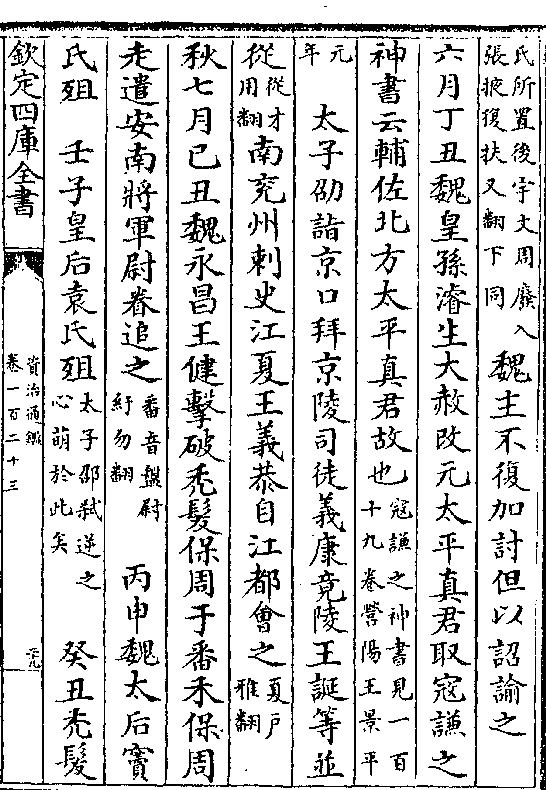 氏所置後宇文周廢入
張掖復扶又翻下同
魏主不復加討但以詔諭之
六月丁丑魏皇孫濬生大赦改元太平真君取寇謙之
神書云輔佐北方太平真君故也
寇謙之神書見一百
十九卷營陽王景平
元
年
太子劭詣京口拜京陵司徒義康竟陵王誕等並
從
從才
用翻
南兖州刺史江夏王義恭自江都會之
夏戶
雅翻
秋七月己丑魏永昌王健擊破禿髮保周于番禾保周
走遣安南將軍尉眷追之
番音盤尉
紆勿翻
丙申魏太后竇
氏殂
壬子皇后袁氏殂
太子邵弑逆之
心萌於此矣
癸丑禿髮
欽定四庫全書
資治通鑑
卷一百二十三